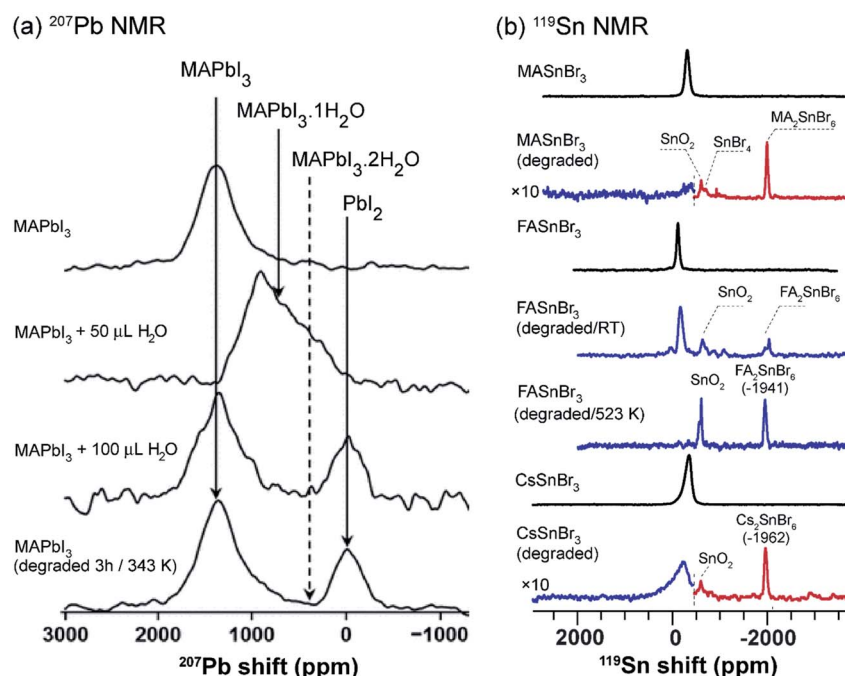 (a) ²⁰⁷Pb NMR
MAPbI₃
MAPbI₃.1H₂O
MAPbI₃.2H₂O
PbI₂
MAPbI₃
MAPbI₃ + 50 µL H₂O
MAPbI₃ + 100 µL H₂O
MAPbI₃
(degraded 3h / 343 K)
3000 2000 1000 0 −1000
²⁰⁷Pb shift (ppm)
(b) ¹¹⁹Sn NMR
MASnBr₃
MASnBr₃
(degraded)
×10
SnO₂
SnBr₄
MA₂SnBr₆
FASnBr₃
FASnBr₃
(degraded/RT)
SnO₂
FA₂SnBr₆
FASnBr₃
(degraded/523 K)
SnO₂
FA₂SnBr₆
(-1941)
CsSnBr₃
CsSnBr₃
(degraded)
×10
SnO₂
Cs₂SnBr₆
(-1962)
2000 0 -2000
¹¹⁹Sn shift (ppm)